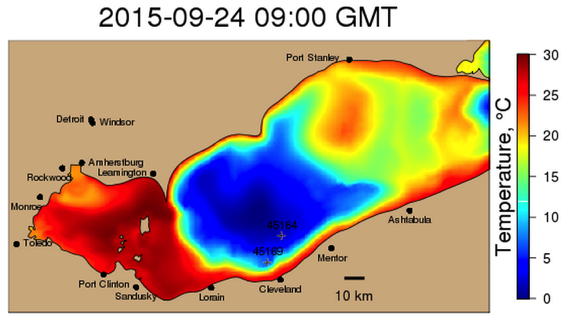 2015-09-24 09:00 GMT
Port Stanley
Detroit
Windsor
Amherstburg
Leamington
Rockwood
Monroe
Toledo
45164
45169
Ashtabula
Mentor
Port Clinton
Sandusky
Lorain
Cleveland
10 km
30
25
20
15
10
5
0
Temperature, °C